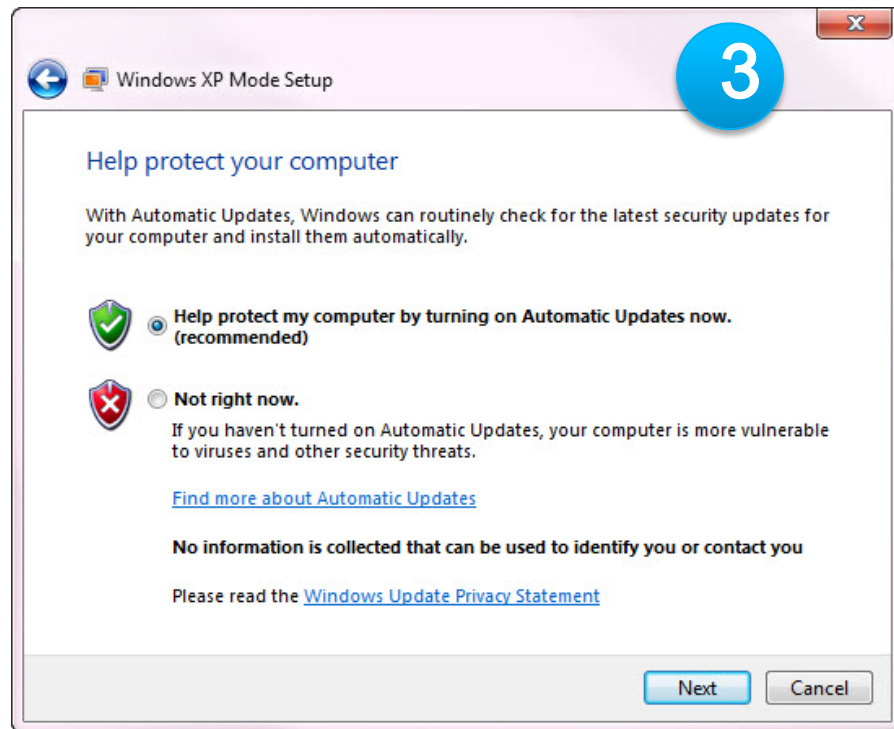 3
Windows XP Mode Setup
Help protect your computer
With Automatic Updates, Windows can routinely check for the latest security updates for
your computer and install them automatically.
Help protect my computer by turning on Automatic Updates now.
(recommended)
Not right now.
If you haven't turned on Automatic Updates, your computer is more vulnerable
to viruses and other security threats.
Find more about Automatic Updates
No information is collected that can be used to identify you or contact you
Please read the Windows Update Privacy Statement
Next Cancel